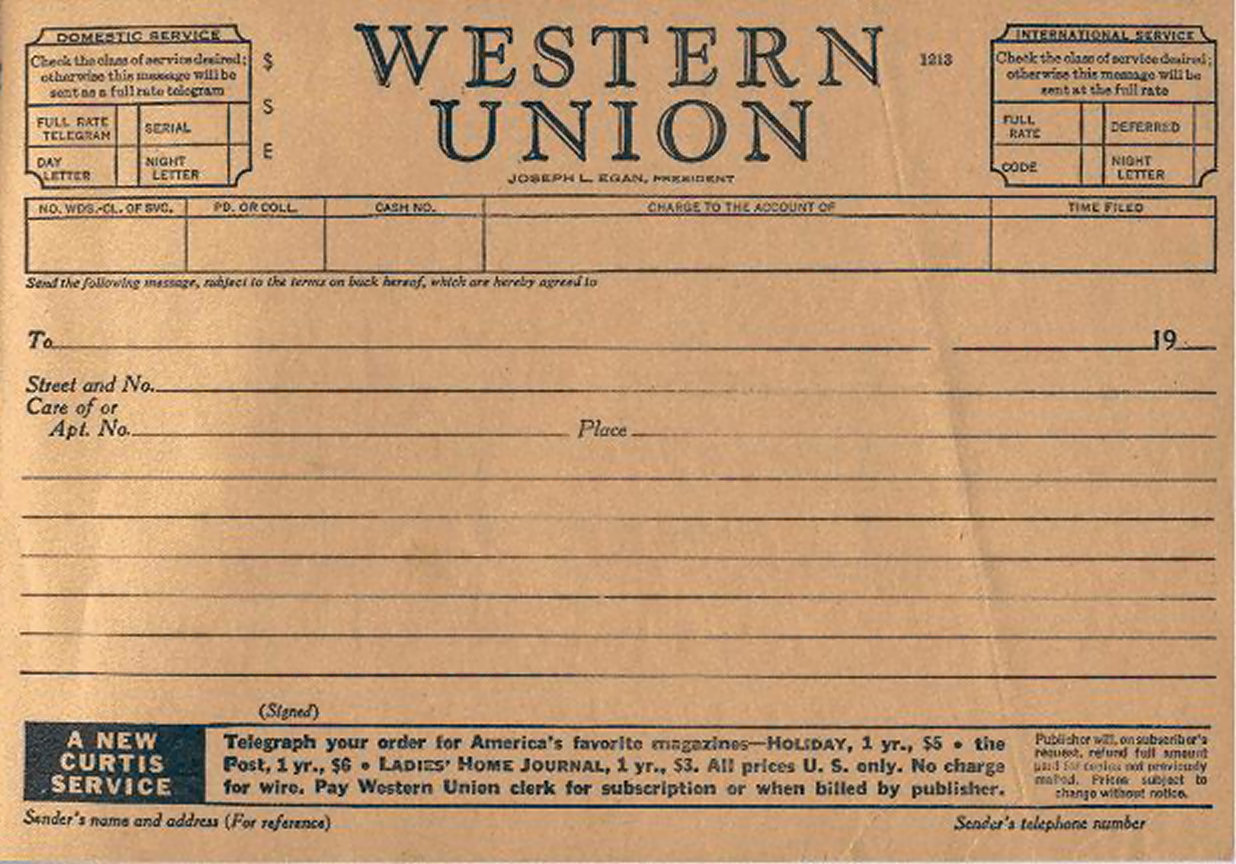 DOMESTIC SERVICE
Check the class of service desired;
otherwise this message will be
sent as a full rate telegram
FULL RATE
TELEGRAM
SERIAL
DAY
LETTER
NIGHT
LETTER
$
S
E
WESTERN
UNION
JOSEPH L. EGAN, PRESIDENT
1213
INTERNATIONAL SERVICE
Check the class of service desired;
otherwise this message will be
sent at the full rate
FULL
RATE
DEFERRED
CODE
NIGHT
LETTER
NO. WDS.-CL. OF SVC. PD. OR COLL. CASH NO. CHARGE TO THE ACCOUNT OF TIME FILED
Send the following message, subject to the terms on back hereof, which are hereby agreed to
To 19
Street and No.
Care of or
Apt. No. Place
(Signed)
A NEW
CURTIS
SERVICE
Telegraph your order for America's favorite magazines—HOLIDAY, 1 yr., $5 • the
Post, 1 yr., $6 • LADIES' HOME JOURNAL, 1 yr., $3. All prices U. S. only. No charge
for wire. Pay Western Union clerk for subscription or when billed by publisher.
Publisher will, on subscriber's
request, refund full amount
paid for copies not previously
mailed. Prices subject to
change without notice.
Sender's name and address (For reference) Sender's telephone number